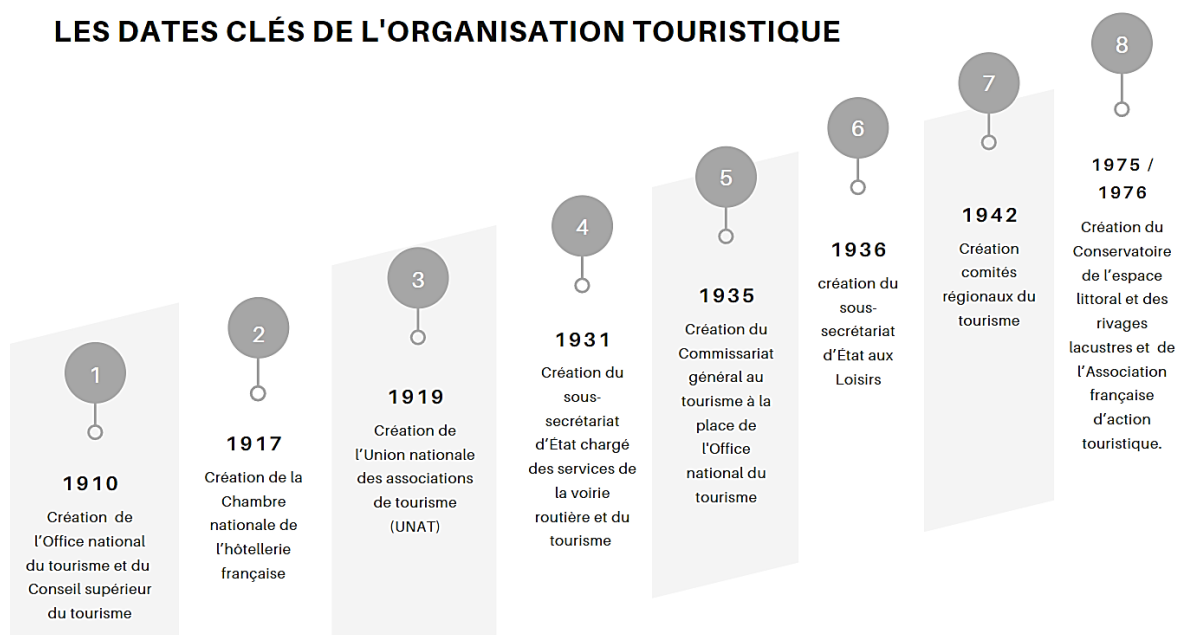 LES DATES CLÉS DE L'ORGANISATION TOURISTIQUE
1
1910
Création de
l’Office national
du tourisme et du
Conseil supérieur
du tourisme
2
1917
Création de la
Chambre
nationale de
l’hôtellerie
française
3
1919
Création de
l’Union nationale
des associations
de tourisme
(UNAT)
4
1931
Création du
sous-
secrétariat
d’État chargé
des services de
la voirie
routière et du
tourisme
5
1935
Création du
Commissariat
général au
tourisme à la
place de
l'Office
national du
tourisme
6
1936
création du
sous-
secrétariat
d’État aux
Loisirs
7
1942
Création
comités
régionaux du
tourisme
8
1975 /
1976
Création du
Conservatoire
de l’espace
littoral et des
rivages
lacustres et de
l’Association
française
d’action
touristique.